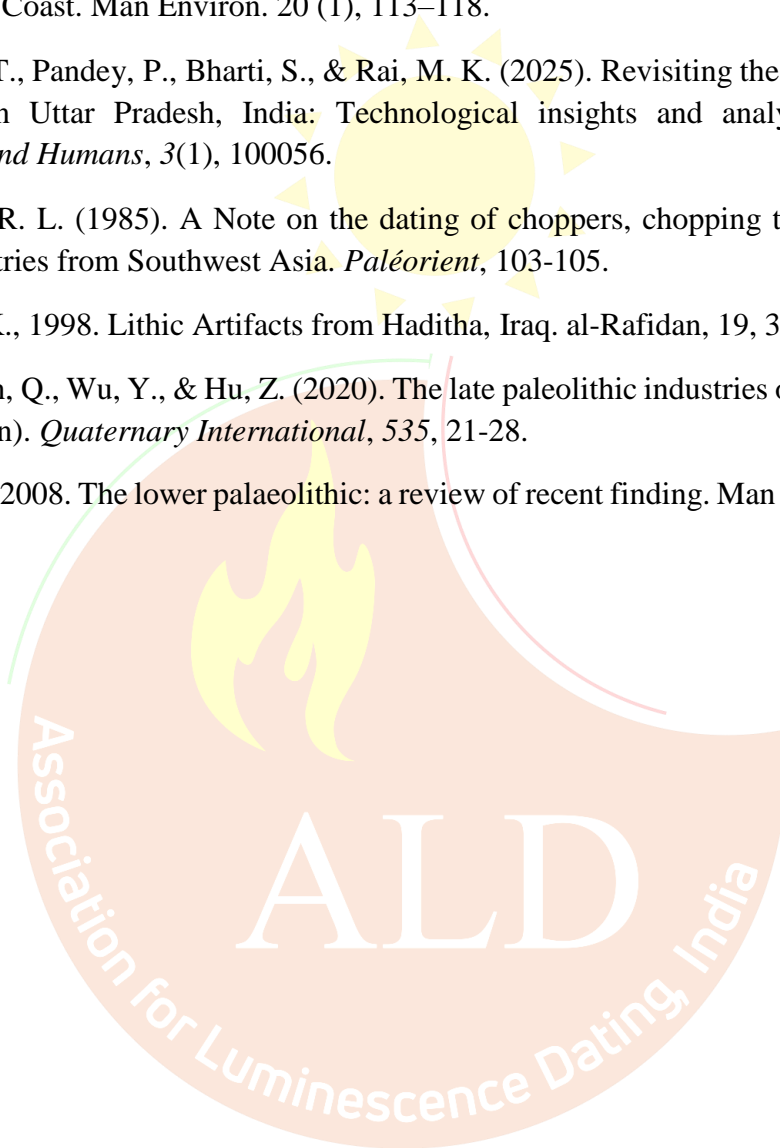 Coast. Man Environ. 20 (1), 113–118.
T., Pandey, P., Bharti, S., & Rai, M. K. (2025). Revisiting the
Uttar Pradesh, India: Technological insights and
nd Humans, 3(1), 100056.
R. L. (1985). A Note on the dating of choppers, chopping t
tries from Southwest Asia. Paléorient, 103-105.
K., 1998. Lithic Artifacts from Haditha, Iraq. al-Rafidan, 19, 3
n, Q., Wu, Y., & Hu, Z. (2020). The late paleolithic industries
n). Quaternary International, 535, 21-28.
2008. The lower palaeolithic: a review of recent finding. Man
ALD
Association for Luminescence Dating, India